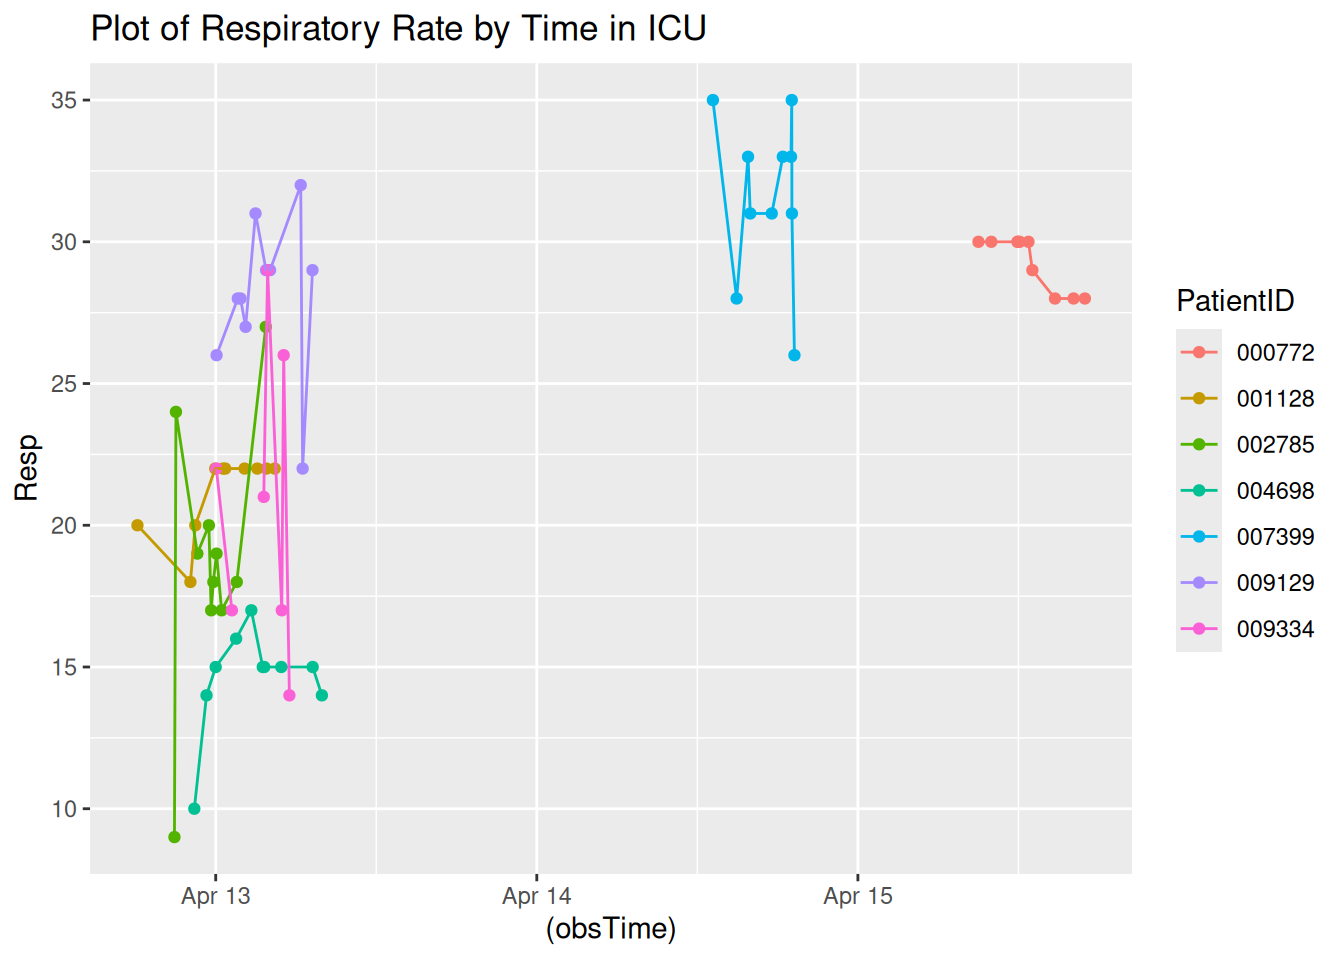 Plot of Respiratory Rate by Time in ICU
35
30
25
20
15
10
Resp
Apr 13
Apr 14
Apr 15
(obsTime)
PatientID
000772
001128
002785
004698
007399
009129
009334